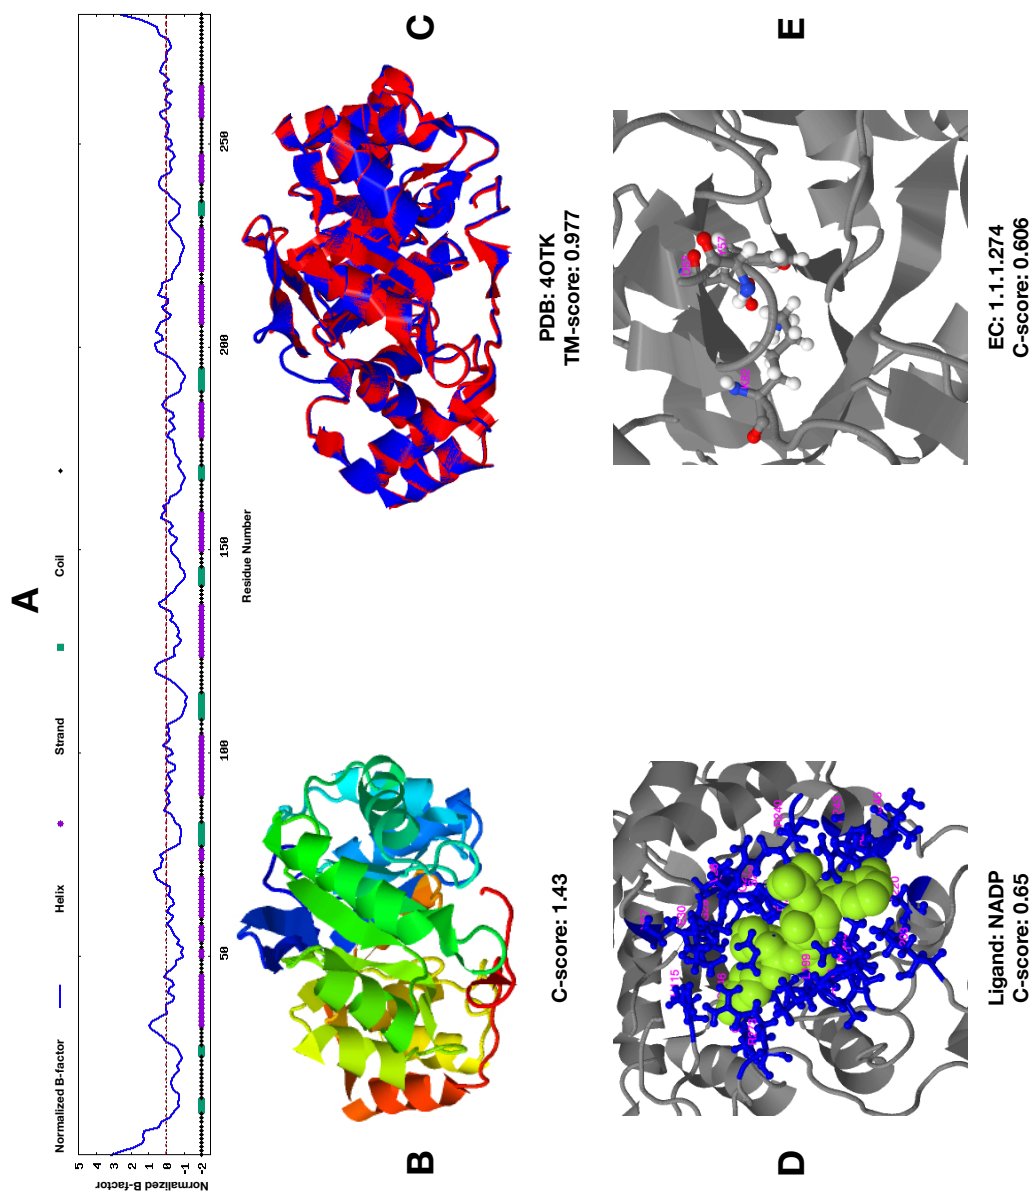 A
Normalized B-factor
Helix
Strand
Coil
Normalized B-factor
5
4
3
2
1
0
-1
-2
50
100
150
200
250
Residue Number
B
C-score: 1.43
C
PDB: 4OTK
TM-score: 0.977
D
Ligand: NADP
C-score: 0.65
E
EC: 1.1.1.274
C-score: 0.606